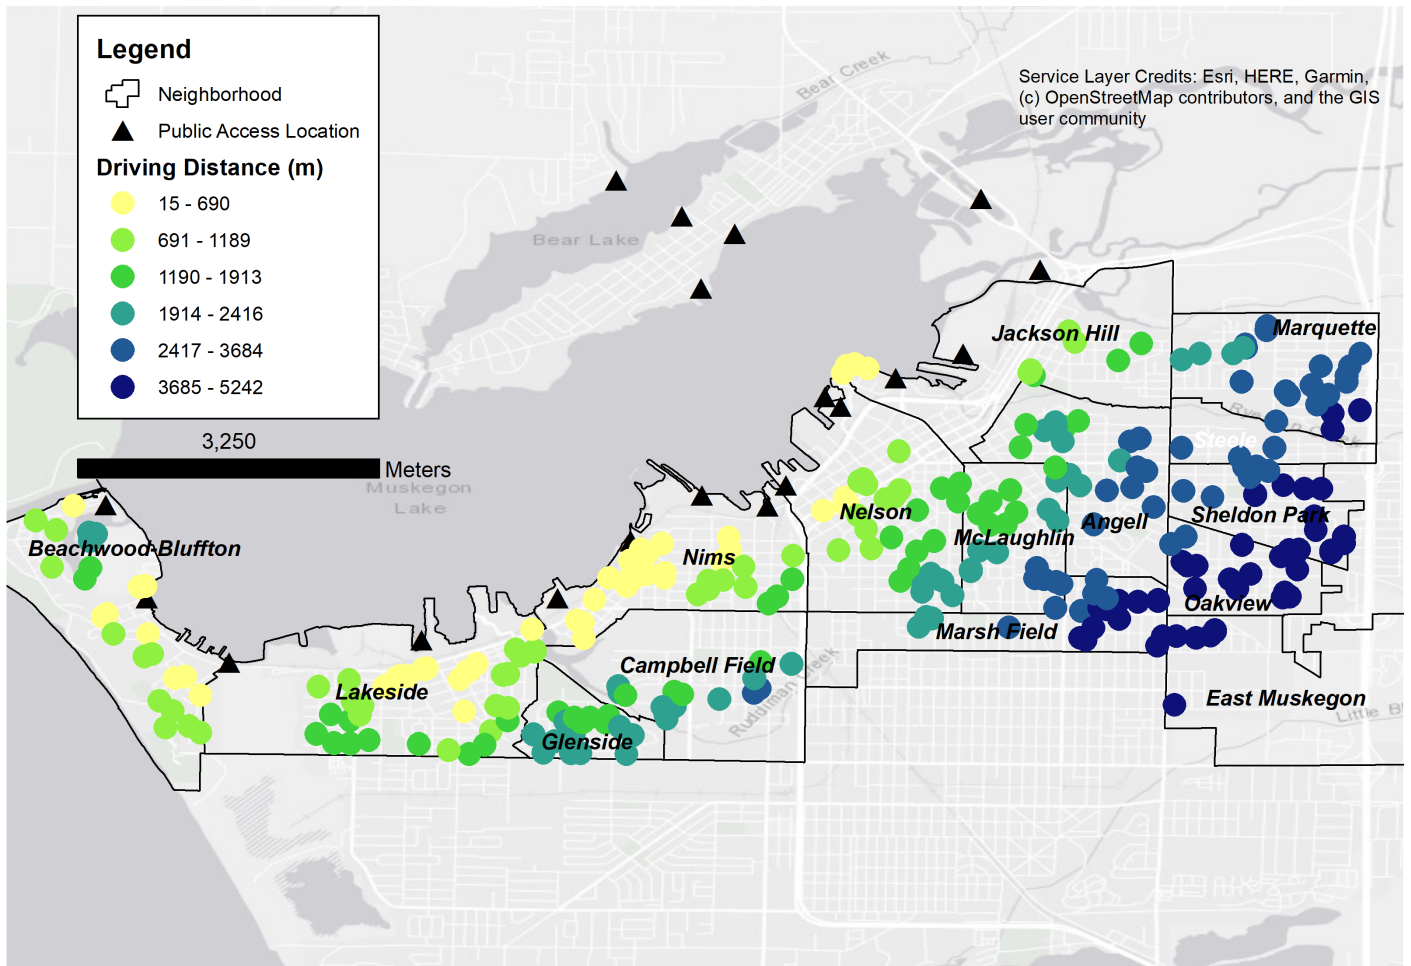 Legend
Neighborhood
Public Access Location
Driving Distance (m)
15 - 690
691 - 1189
1190 - 1913
1914 - 2416
2417 - 3684
3685 - 5242
3,250
Meters
Service Layer Credits: Esri, HERE, Garmin,
(c) OpenStreetMap contributors, and the GIS
user community
Bear Creek
Bear Lake
Muskegon
Lake
Jackson Hill
Marquette
Steele
Nelson
McLaughlin
Angell
Sheldon Park
Beachwood-Bluffton
Nims
Oakview
Marsh Field
Campbell Field
Ruddiman Creek
Lakeside
Glenside
East Muskegon
Little